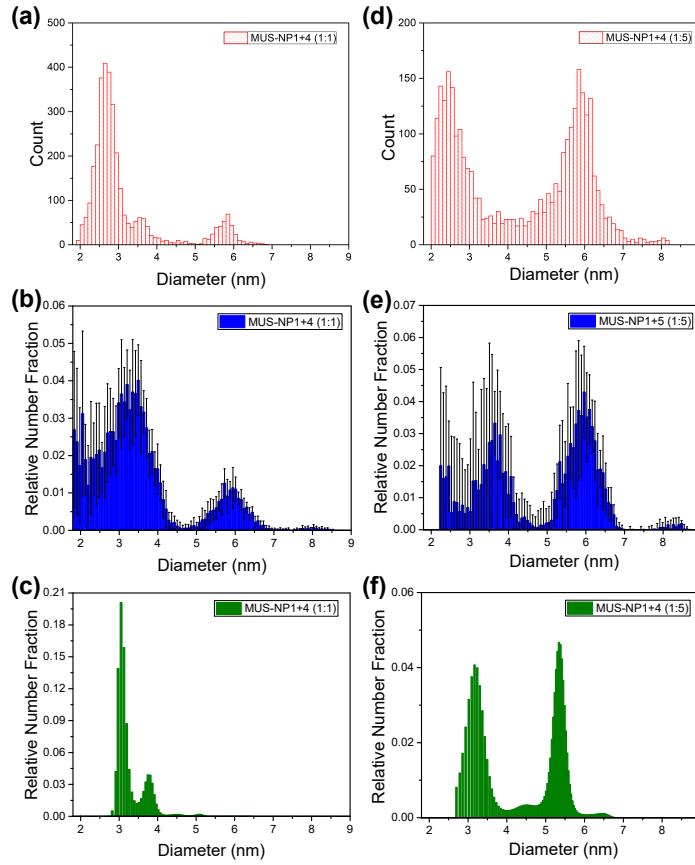 (a)
MUS-NP1+4 (1:1)
Count
500
400
300
200
100
0
2 3 4 5 6 7 8 9
Diameter (nm)
(d)
MUS-NP1+4 (1:5)
Count
200
150
100
50
0
2 3 4 5 6 7 8
Diameter (nm)
(b)
MUS-NP1+4 (1:1)
Relative Number Fraction
0.06
0.05
0.04
0.03
0.02
0.01
0.00
2 3 4 5 6 7 8 9
Diameter (nm)
(e)
MUS-NP1+5 (1:5)
Relative Number Fraction
0.07
0.06
0.05
0.04
0.03
0.02
0.01
0.00
2 3 4 5 6 7 8
Diameter (nm)
(c)
MUS-NP1+4 (1:1)
Relative Number Fraction
0.21
0.18
0.15
0.12
0.09
0.06
0.03
0.00
2 3 4 5 6 7 8 9
Diameter (nm)
(f)
MUS-NP1+4 (1:5)
Relative Number Fraction
0.06
0.04
0.02
0.00
2 3 4 5 6 7 8
Diameter (nm)